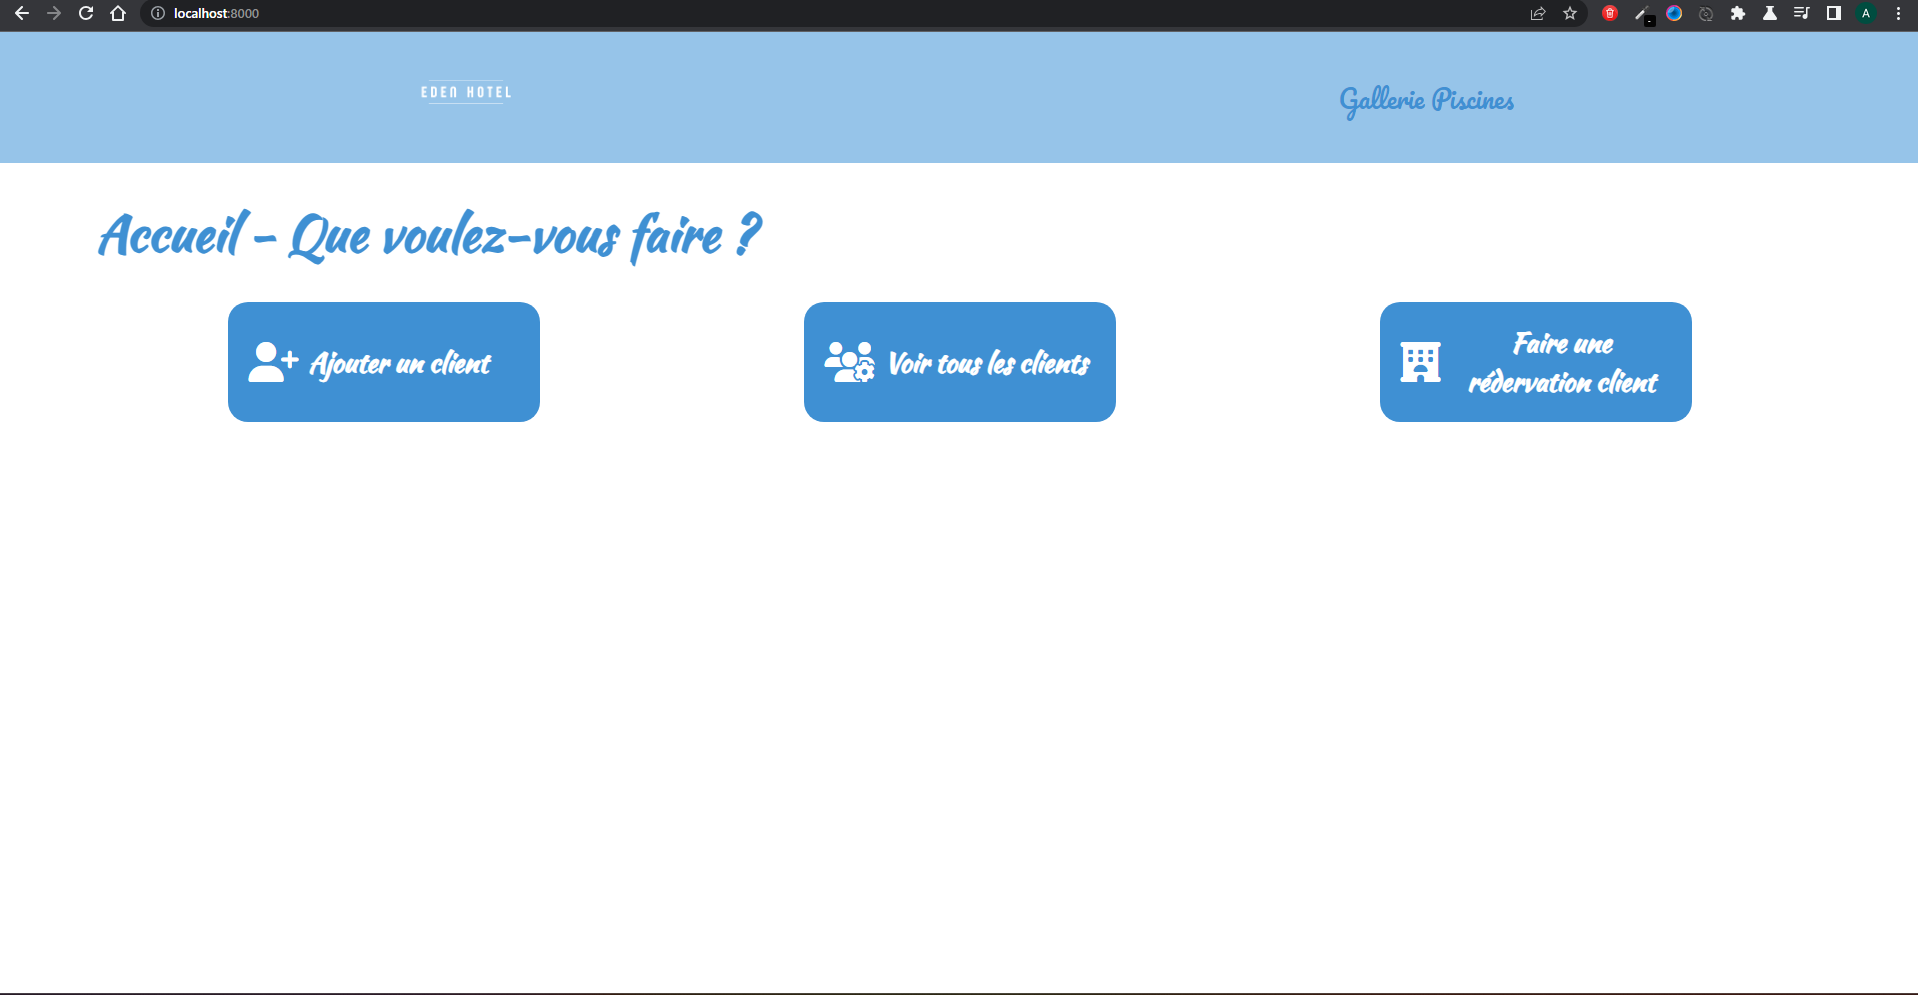 localhost:8000
A
EDEN HOTEL
Gallerie Piscines
Accueil - Que voulez-vous faire ?
Ajouter un client
Voir tous les clients
Faire une
rédervation client